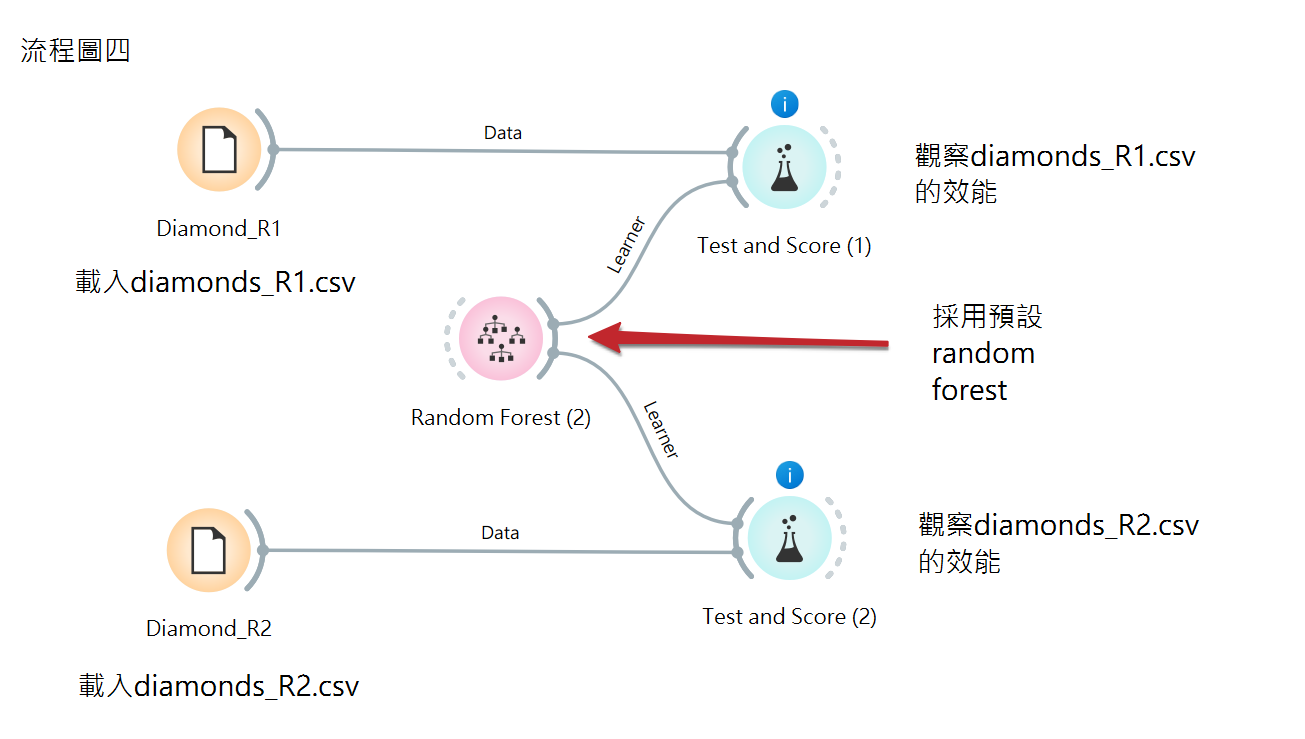 流程圖四
Data
i
觀察diamonds_R1.csv
的效能
Diamond_R1
Test and Score (1)
載入diamonds_R1.csv
Learner
採用預設
random
forest
Random Forest (2)
Learner
i
Data
觀察diamonds_R2.csv
的效能
Diamond_R2
Test and Score (2)
載入diamonds_R2.csv